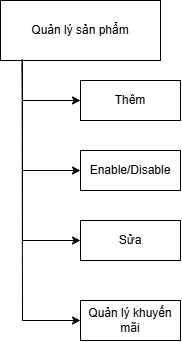 Quản lý sản phẩm
Thêm
Enable/Disable
Sửa
Quản lý khuyến
mãi